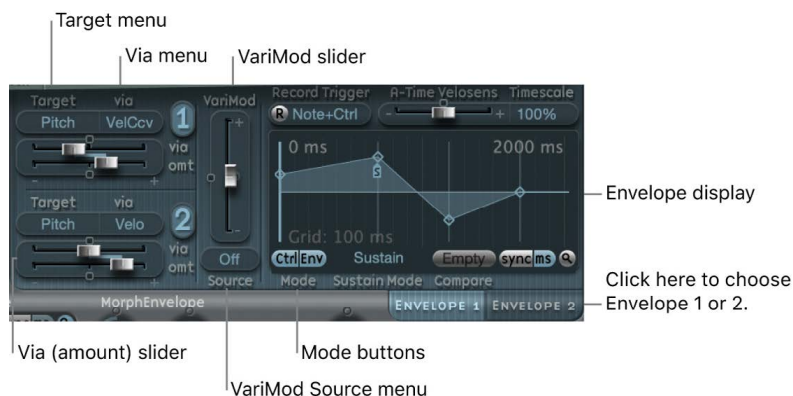 Target menu
Via menu
VariMod slider
Target via
Pitch VelCcv
1
via
omt
- +
VariMod
+
-
Off
Source
Record Trigger A-Time Velosens Timescale
R Note+Ctrl - + 100%
0 ms 2000 ms
S
Grid: 100 ms
Ctrl Env Sustain Empty sync ms
Mode Sustain Mode Compare
Target via
Pitch Velo
2
via
omt
- +
MorphEnvelope
ENVELOPE 1 ENVELOPE 2
Envelope display
Click here to choose
Envelope 1 or 2.
Via (amount) slider
Mode buttons
VariMod Source menu